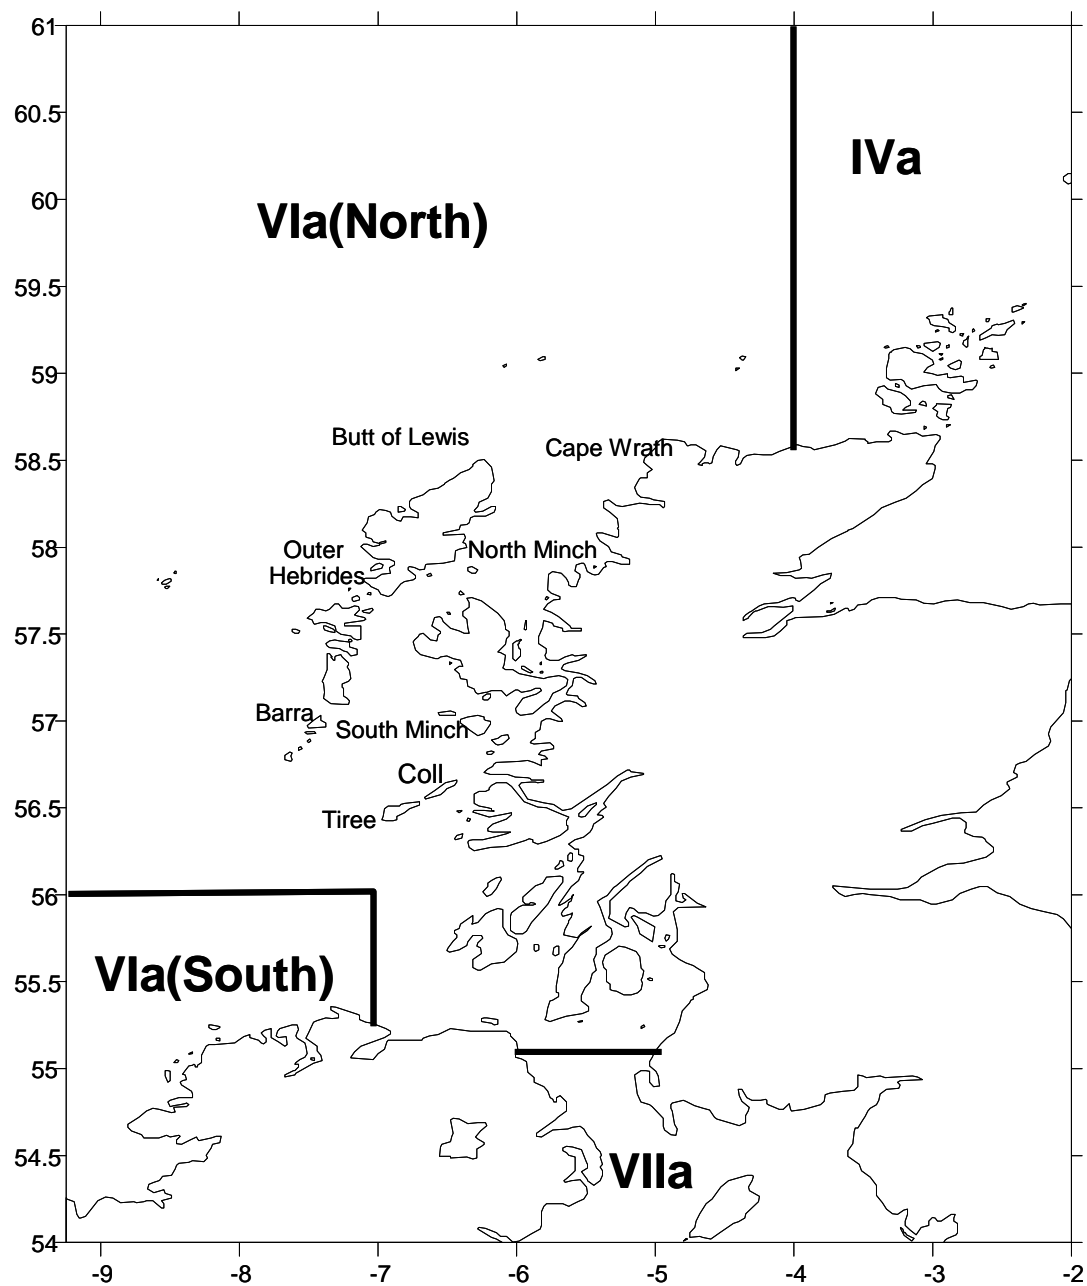 61
60.5
IVa
60
VIa(North)
59.5
59
Butt of Lewis
Cape Wrath
58.5
58
Outer
Hebrides
North Minch
57.5
57
Barra
South Minch
Coll
56.5
Tiree
56
VIa(South)
55.5
55
54.5
VIIa
54
-9 -8 -7 -6 -5 -4 -3 -2